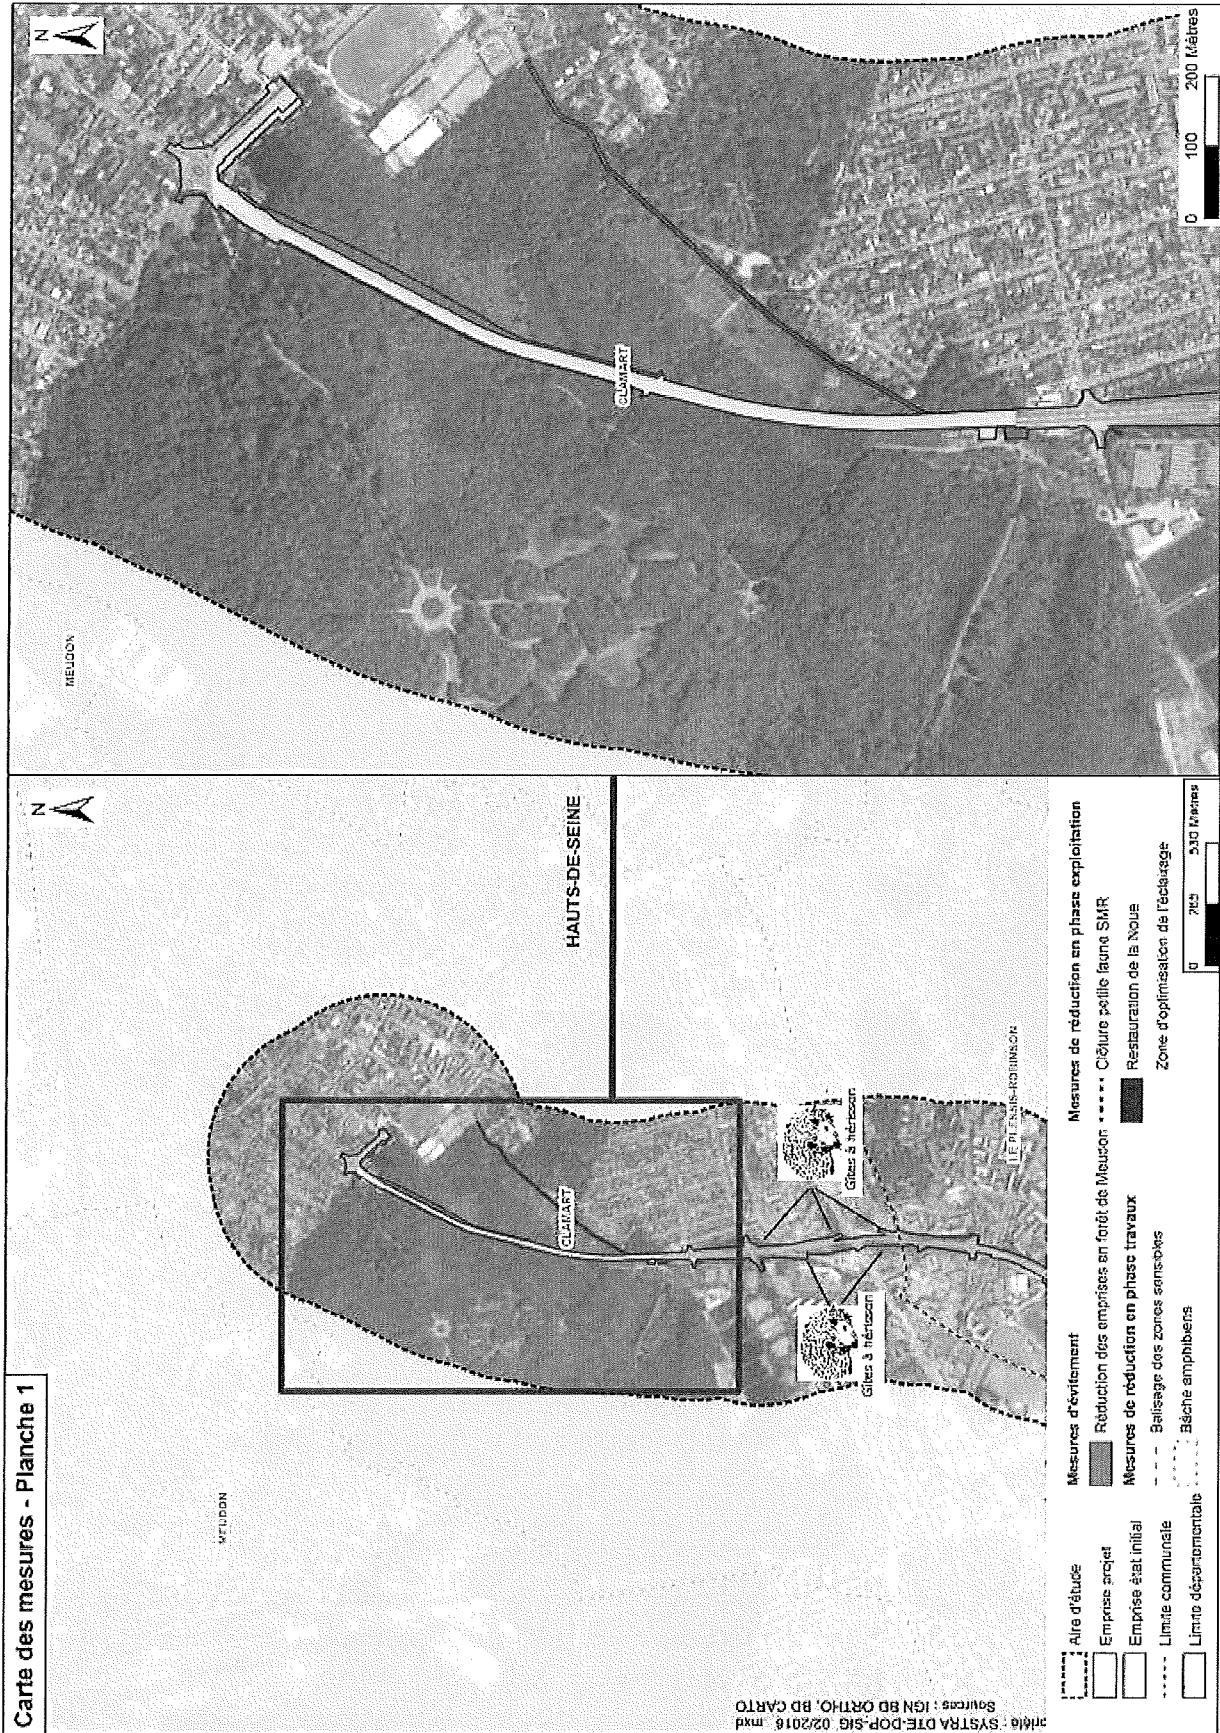 Carte des mesures - Planche 1
N
MEUDON
HAUTS-DE-SEINE
CLAMART
Gîtes à hérisson
Gîtes à hérisson
LE PLESSIS-ROBINSON
N
MEUDON
CLAMART
0 100 200 Mètres
Aire d'étude
Emprise projet
Emprise état initial
Limite communale
Limite départementale
Mesures d'évitement
Réduction des emprises en forêt de Meudon
Mesures de réduction en phase travaux
Balisage des zones sensibles
Bâche amphibiens
Mesures de réduction en phase exploitation
Clôture petite faune SMR
Restauration de la Noue
Zone d'optimisation de l'éclairage
0 265 530 Mètres
: SYSTRA DTE-DOP-SIG 02/2016 mxd
Sources : IGN BD ORTHO, BD CARTO